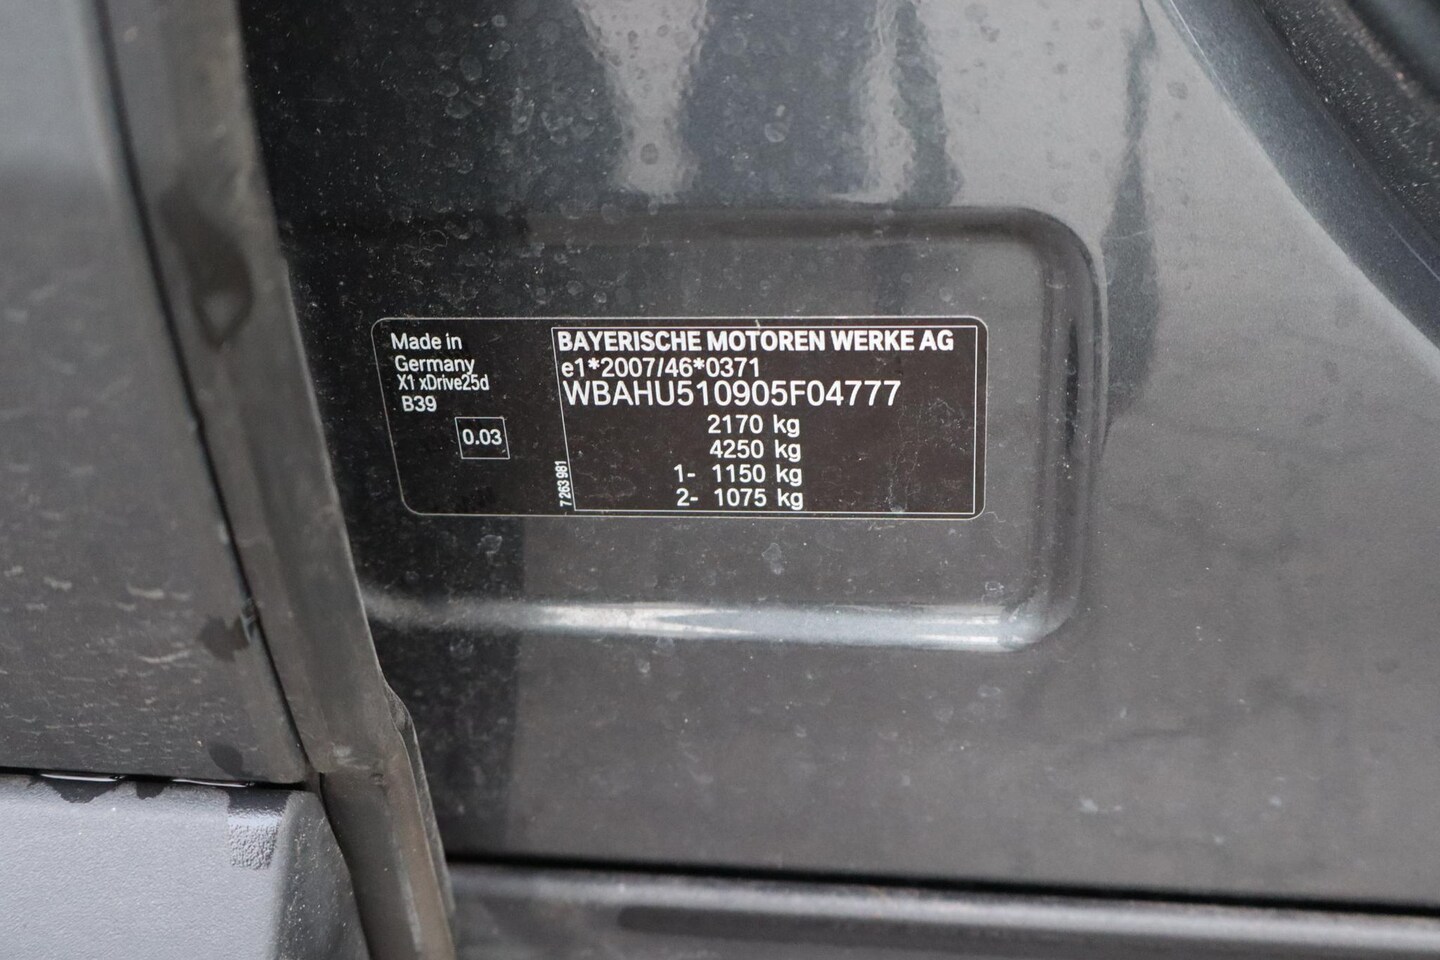 Made in
Germany
X1 xDrive25d
B39
0.03
7 263 981
BAYERISCHE MOTOREN WERKE AG
e1*2007/46*0371
WBAHU510905F04777
2170 kg
4250 kg
1- 1150 kg
2- 1075 kg